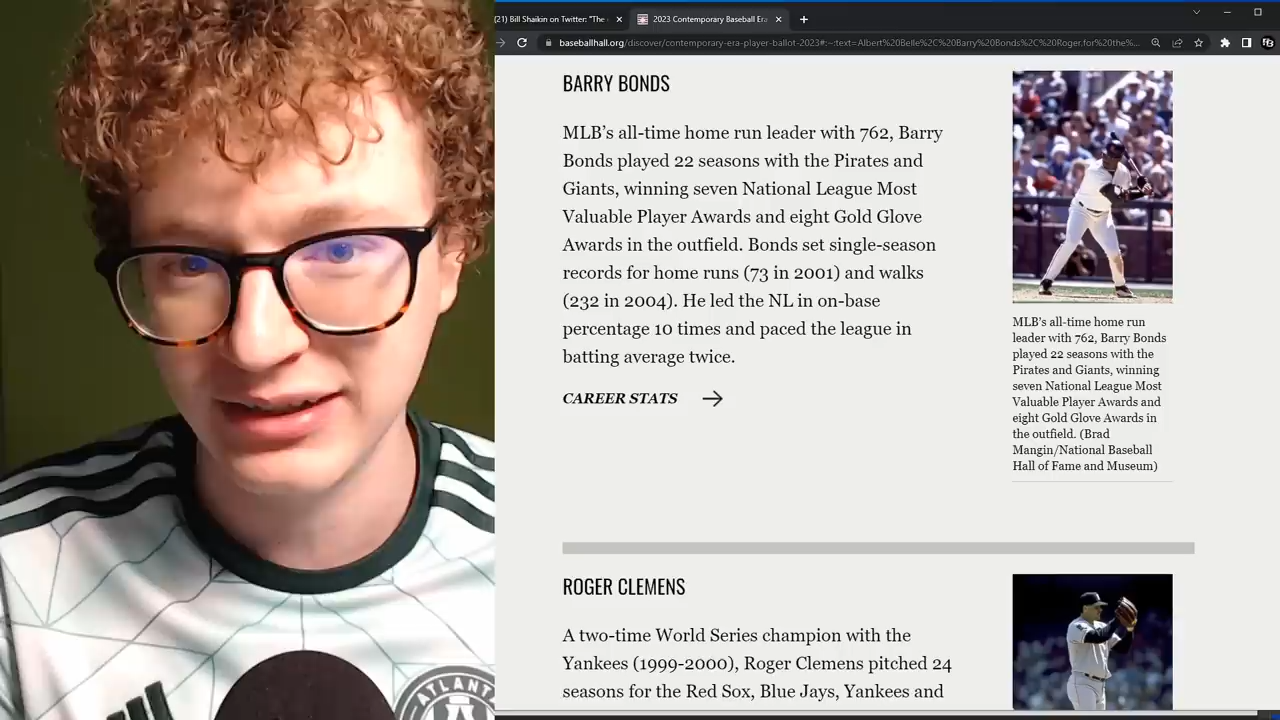 (21) Bill Shaikin on Twitter: "The
2023 Contemporary Baseball Era
baseballhall.org/discover/contemporary-era-player-ballot-2023#:~:text=Albert%20Belle%2C%20Barry%20Bonds%2C%20Roger,for%20the%...
BARRY BONDS
MLB’s all-time home run leader with 762, Barry
Bonds played 22 seasons with the Pirates and
Giants, winning seven National League Most
Valuable Player Awards and eight Gold Glove
Awards in the outfield. Bonds set single-season
records for home runs (73 in 2001) and walks
(232 in 2004). He led the NL in on-base
percentage 10 times and paced the league in
batting average twice.
CAREER STATS
MLB’s all-time home run
leader with 762, Barry Bonds
played 22 seasons with the
Pirates and Giants, winning
seven National League Most
Valuable Player Awards and
eight Gold Glove Awards in
the outfield. (Brad
Mangin/National Baseball
Hall of Fame and Museum)
ROGER CLEMENS
A two-time World Series champion with the
Yankees (1999-2000), Roger Clemens pitched 24
seasons for the Red Sox, Blue Jays, Yankees and
ATLANTA